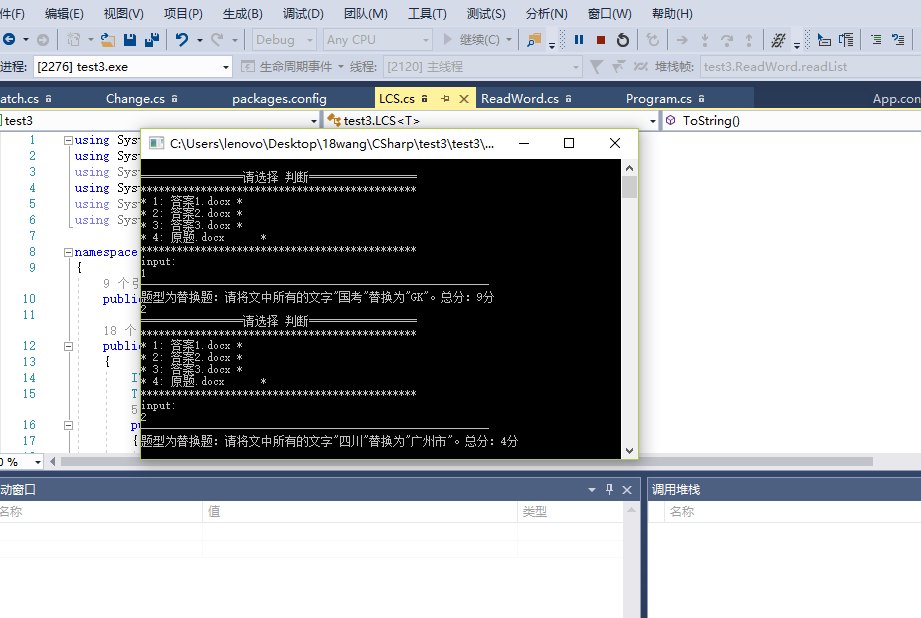 件(F) 编辑(E) 视图(V) 项目(P) 生成(B) 调试(D) 团队(M) 工具(T) 测试(S) 分析(N) 窗口(W) 帮助(H)
Debug Any CPU 继续(C)
进程: [2276] test3.exe 生命周期事件 线程: [2120] 主线程 堆栈帧: test3.ReadWord.readList
atch.cs Change.cs packages.config LCS.cs ReadWord.cs Program.cs App.con
test3 test3.LCS<T> ToString()
1 using Sys
2 using Sys
3 using Sys
4 using Sys
5 using Sys
6 using Sys
7
8 namespace
9 {
9 个引
10 publi
11
18 个
12 publi
13 {
14 I
15 T
5
16 p
17 {
C:\Users\lenovo\Desktop\18wang\CSharp\test3\test3\...
=================请选择 判断==================
**********************************************
* 1: 答案1.docx *
* 2: 答案2.docx *
* 3: 答案3.docx *
* 4: 原题.docx *
**********************************************
input:
1
题型为替换题: 请将文中所有的文字"国考"替换为"GK"。总分: 9分
2
=================请选择 判断==================
**********************************************
* 1: 答案1.docx *
* 2: 答案2.docx *
* 3: 答案3.docx *
* 4: 原题.docx *
**********************************************
input:
2
题型为替换题: 请将文中所有的文字"四川"替换为"广州市"。总分: 4分
0 %
动窗口 调用堆栈
名称 值 类型 名称